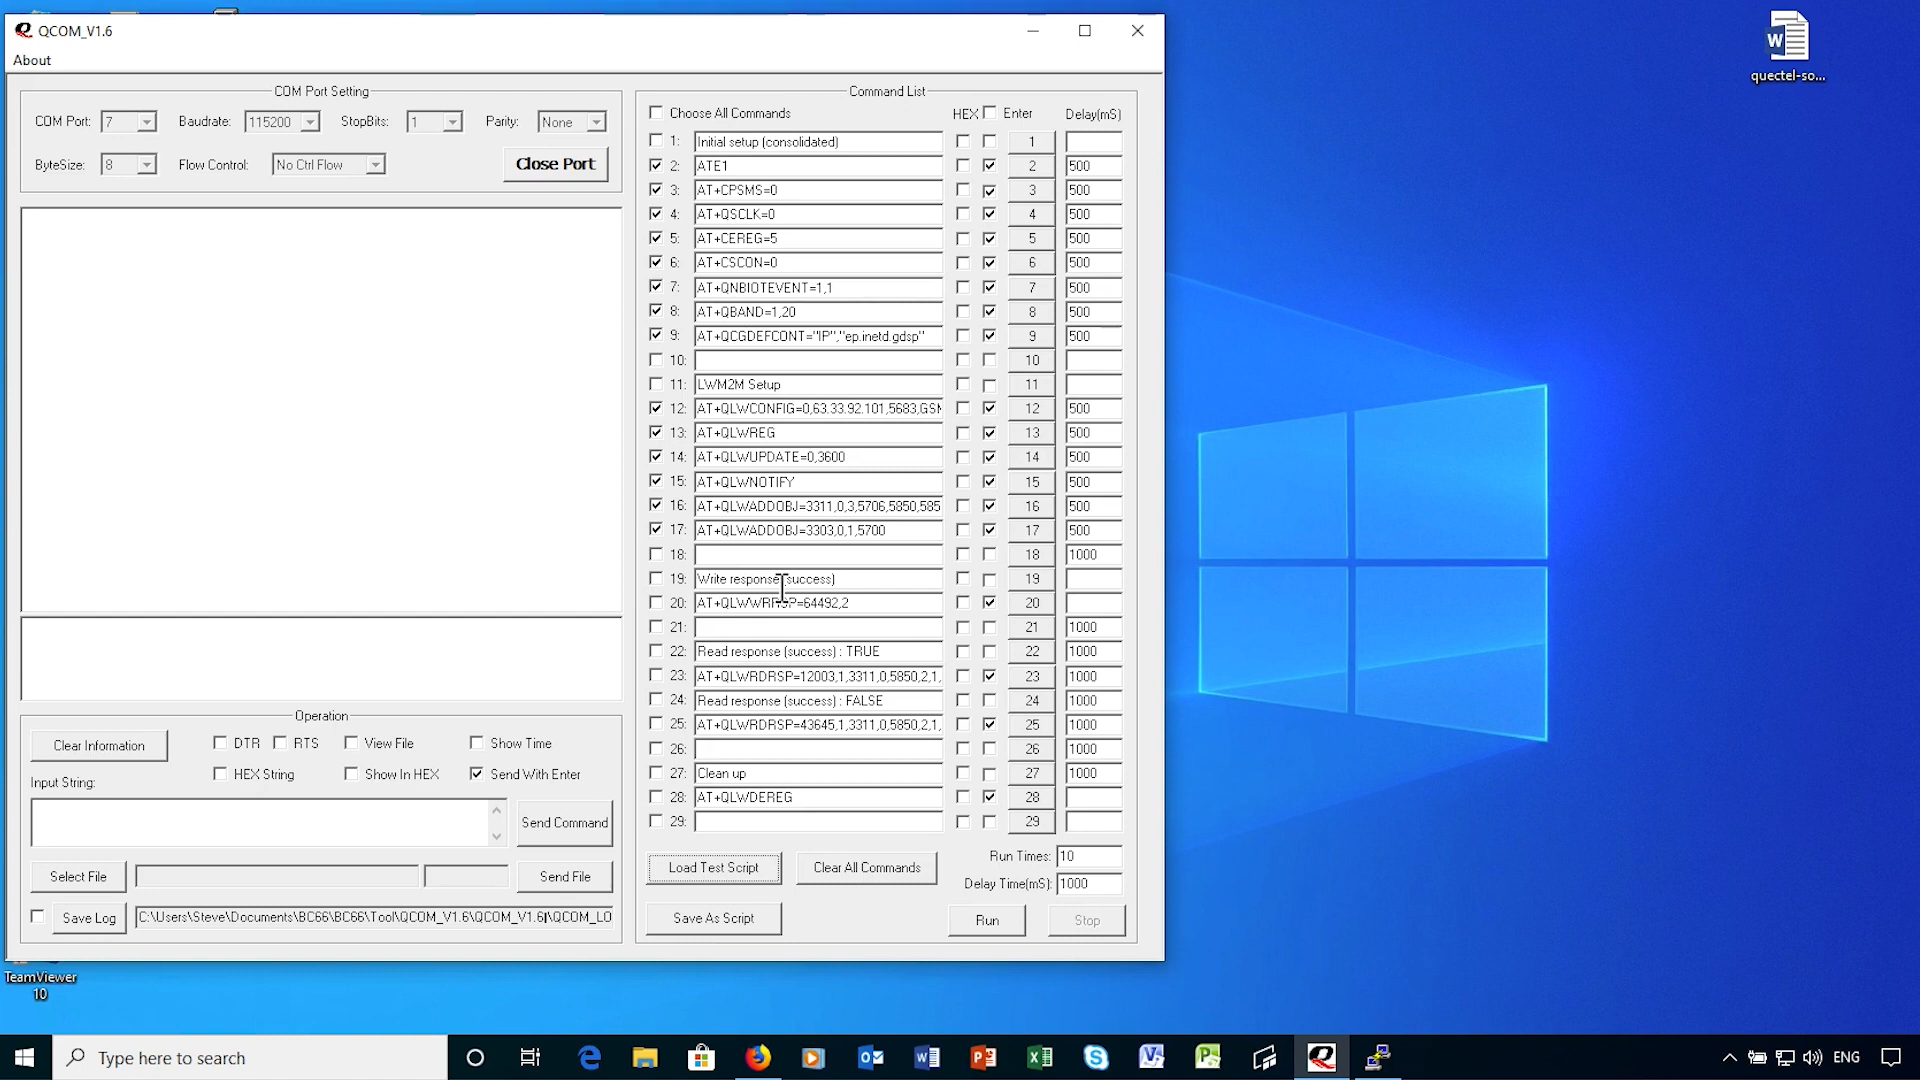 QCOM_V1.6
About
COM Port Setting
COM Port: 7 Baudrate: 115200 StopBits: 1 Parity: None
ByteSize: 8 Flow Control: No Ctrl Flow Close Port
Operation
Clear Information DTR RTS View File Show Time
HEX String Show In HEX Send With Enter
Input String:
Send Command
Select File Send File
Save Log C:\Users\Steve\Documents\BC66\BC66\Tool\QCOM_V1.6\QCOM_V1.6\QCOM_LO
Command List
Choose All Commands HEX Enter Delay(mS)
1: Initial setup (consolidated) 1
2: ATE1 2 500
3: AT+CPSMS=0 3 500
4: AT+QSCLK=0 4 500
5: AT+CEREG=5 5 500
6: AT+CSCON=0 6 500
7: AT+QNBIOTEVENT=1,1 7 500
8: AT+QBAND=1,20 8 500
9: AT+QCGDEFCONT="IP","ep.inetd.gdsp" 9 500
10: 10
11: LWM2M Setup 11
12: AT+QLWCONFIG=0,63.33.92.101,5683,GSM 12 500
13: AT+QLWREG 13 500
14: AT+QLWUPDATE=0,3600 14 500
15: AT+QLWNOTIFY 15 500
16: AT+QLWADDOBJ=3311,0,3,5706,5850,585 16 500
17: AT+QLWADDOBJ=3303,0,1,5700 17 500
18: 18 1000
19: Write response (success) 19
20: AT+QLWWRRSP=64492,2 20
21: 21 1000
22: Read response (success) : TRUE 22 1000
23: AT+QLWRDRSP=12003,1,3311,0,5850,2,1, 23 1000
24: Read response (success) : FALSE 24 1000
25: AT+QLWRDRSP=43645,1,3311,0,5850,2,1, 25 1000
26: 26 1000
27: Clean up 27 1000
28: AT+QLWDEREG 28
29: 29
Load Test Script Clear All Commands Run Times: 10
Delay Time(mS): 1000
Save As Script Run Stop
quectel-so...
TeamViewer
10
Type here to search
ENG